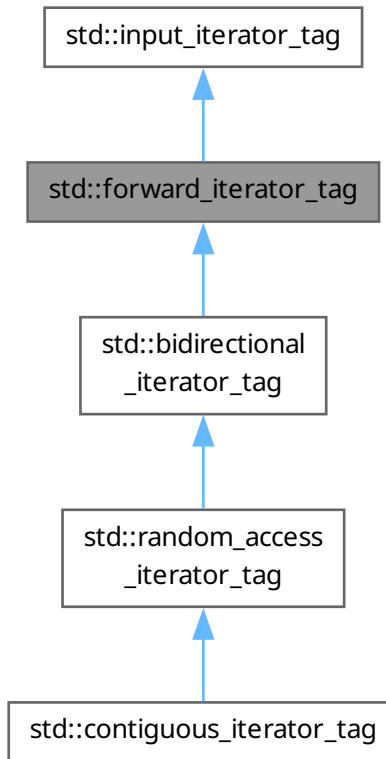 std::input_iterator_tag
std::forward_iterator_tag
std::bidirectional
_iterator_tag
std::random_access
_iterator_tag
std::contiguous_iterator_tag